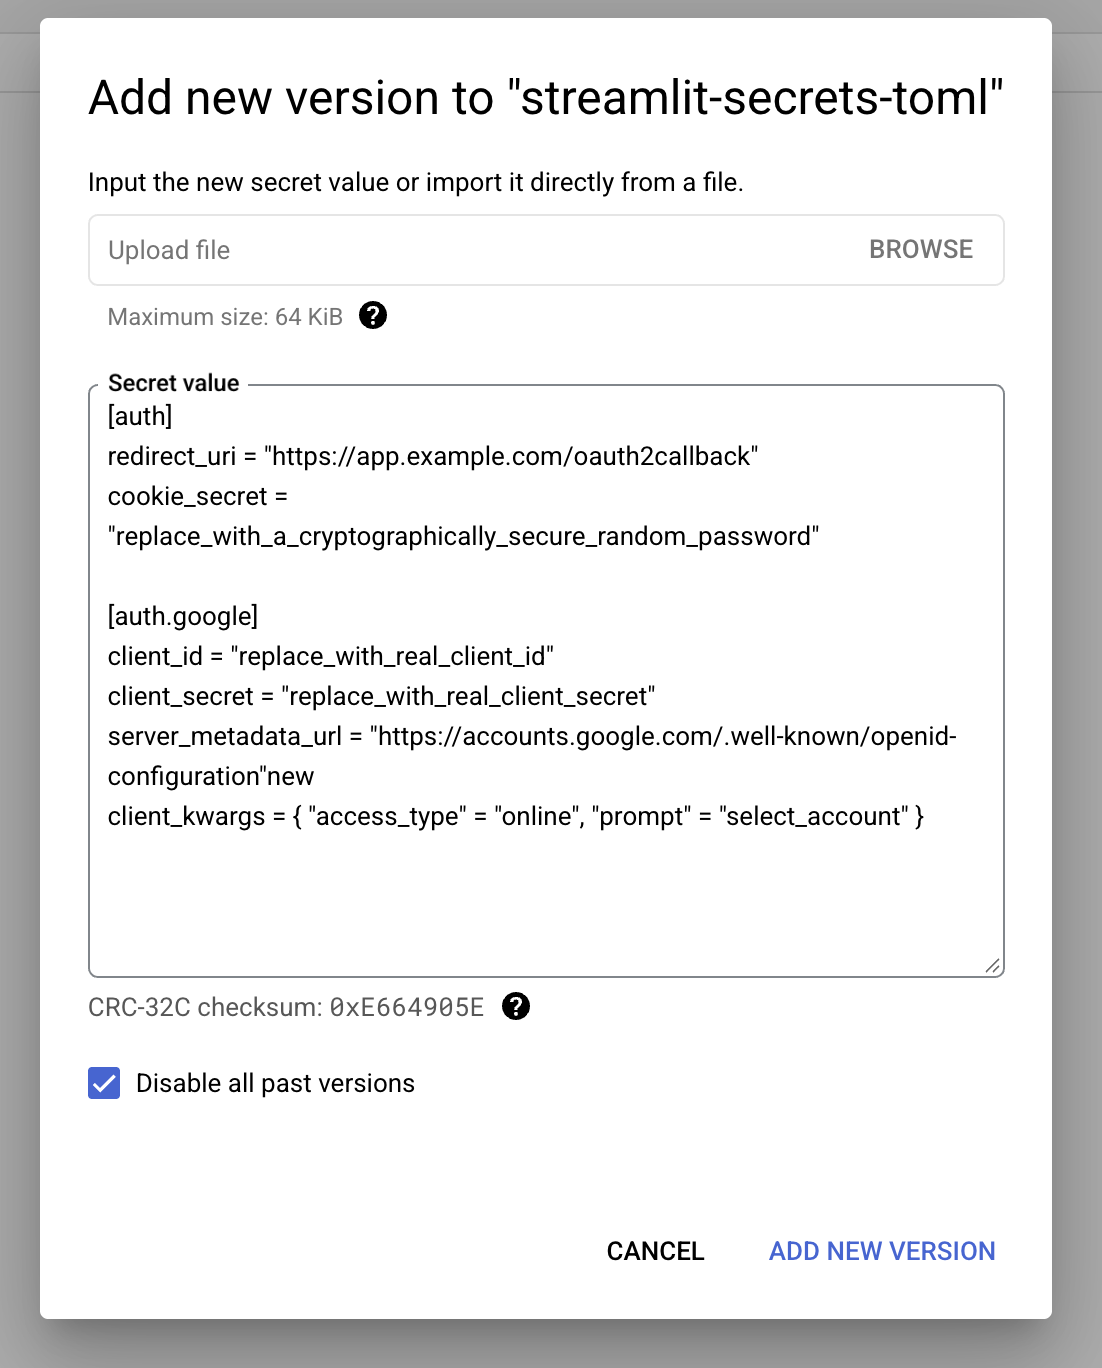 Add new version to "streamlit-secrets-toml"
Input the new secret value or import it directly from a file.
Upload file BROWSE
Maximum size: 64 KiB ?
Secret value
[auth]
redirect_uri = "https://app.example.com/oauth2callback"
cookie_secret =
"replace_with_a_cryptographically_secure_random_password"

[auth.google]
client_id = "replace_with_real_client_id"
client_secret = "replace_with_real_client_secret"
server_metadata_url = "https://accounts.google.com/.well-known/openid-
configuration"new
client_kwargs = { "access_type" = "online", "prompt" = "select_account" }
CRC-32C checksum: 0xE664905E ?
Disable all past versions
CANCEL ADD NEW VERSION